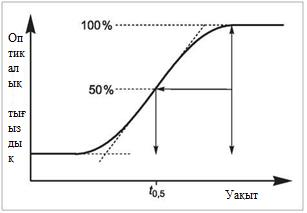 100%
Оп
тик
ал
ық
тығ
ыз
ды
к
50%
t0,5
Уақыт